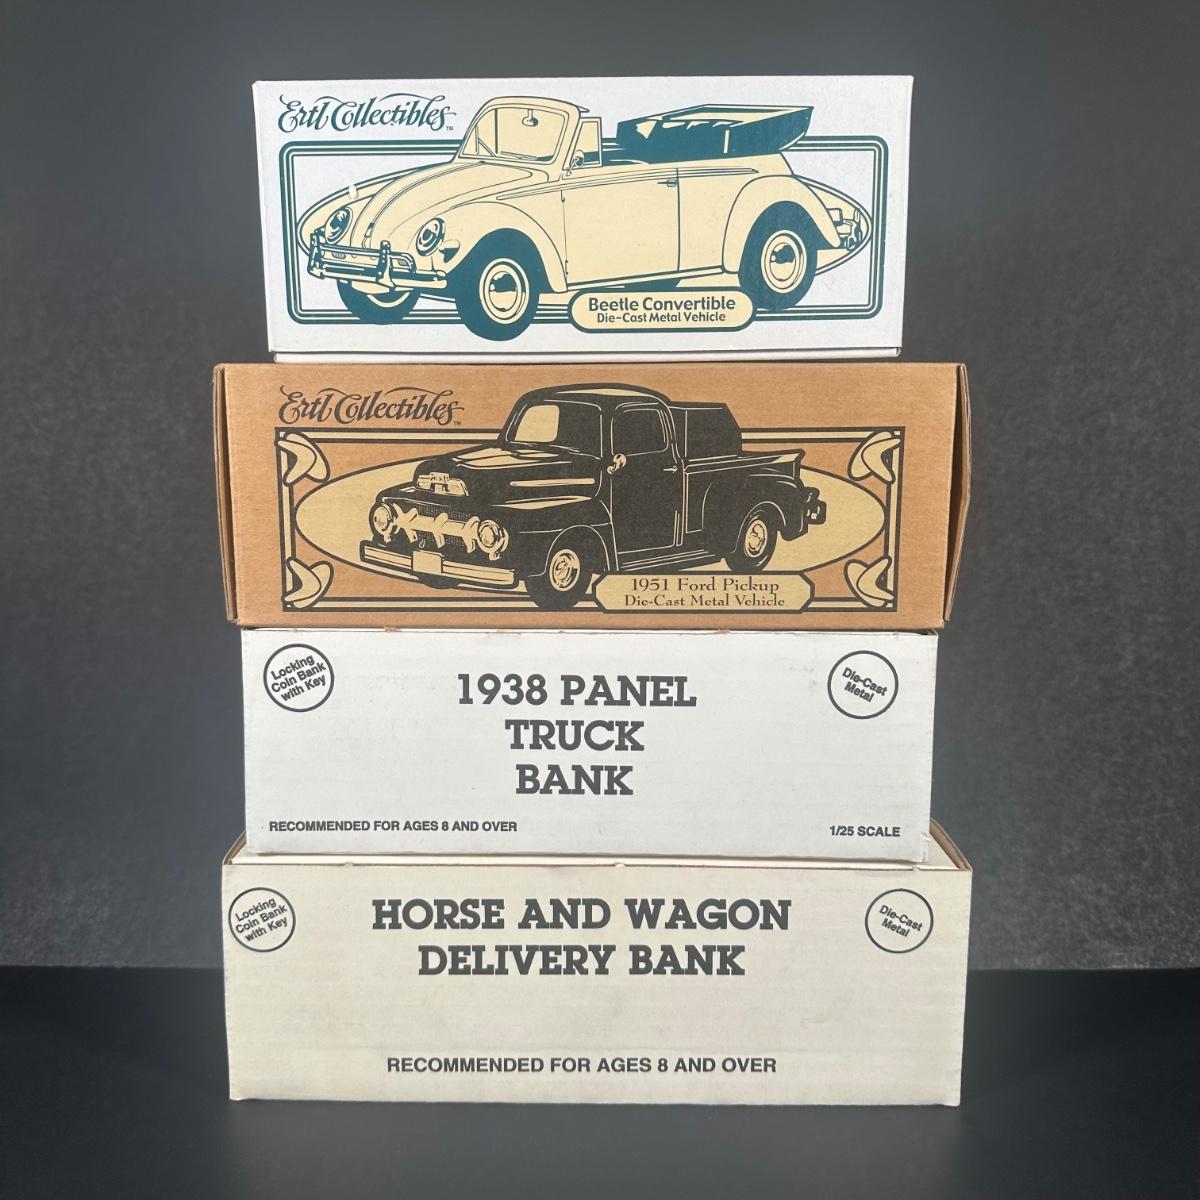 Ertl Collectibles™
Beetle Convertible
Die-Cast Metal Vehicle
Ertl Collectibles™
1951 Ford Pickup
Die-Cast Metal Vehicle
Locking
Coin Bank
with Key
1938 PANEL
TRUCK
BANK
Die-Cast
Metal
RECOMMENDED FOR AGES 8 AND OVER
1/25 SCALE
Locking
Coin Bank
with Key
HORSE AND WAGON
DELIVERY BANK
Die-Cast
Metal
RECOMMENDED FOR AGES 8 AND OVER